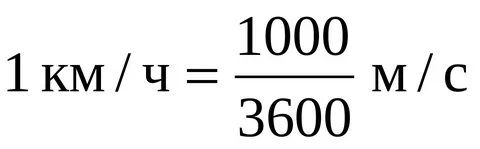 1 км / ч = 1000/3600 м / с